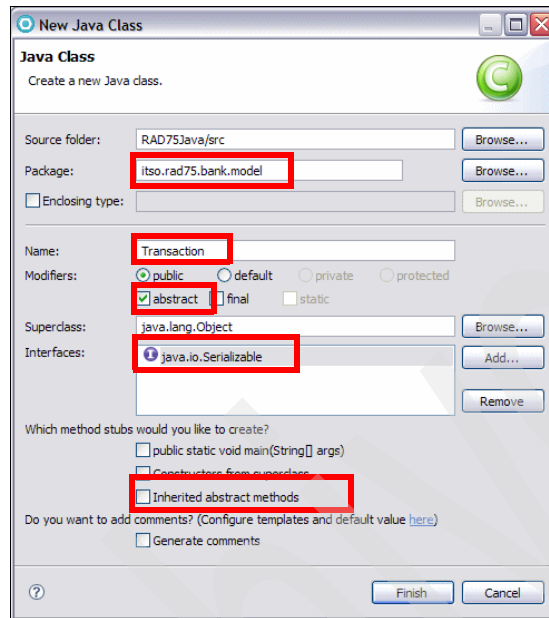 New Java Class
Java Class
Create a new Java class.
Source folder: RAD75Java/src Browse...
Package: itso.rad75.bank.model Browse...
Enclosing type: Browse...
Name: Transaction
Modifiers: public default private protected
abstract final static
Superclass: java.lang.Object Browse...
Interfaces: java.io.Serializable Add...
Remove
Which method stubs would you like to create?
public static void main(String[] args)
Constructors from superclass
Inherited abstract methods
Do you want to add comments? (Configure templates and default value here)
Generate comments
Finish Cancel